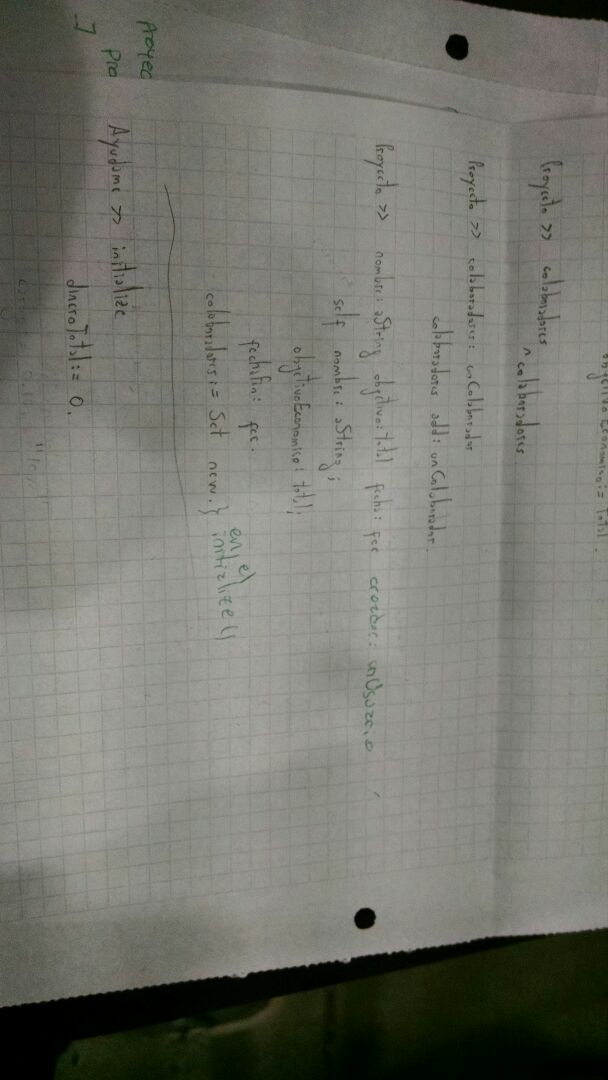 objetivoEconomico:= Total.
Proyecto >> colaboradores
^ colaboradores.
Proyecto >> colaboradores: unColaborador
colaboradores add: unColaborador.
Proyecto >> nombre: aString objetivo: total fecha: fec creador: unUsuario
self nombre: aString;
objetivoEconomico: total;
fechaFin: fec.
colaboradores:= Set new. } en el initialize()
Proyec
Ayudame >> initialize
Pro
]
dineroTotal:= 0.